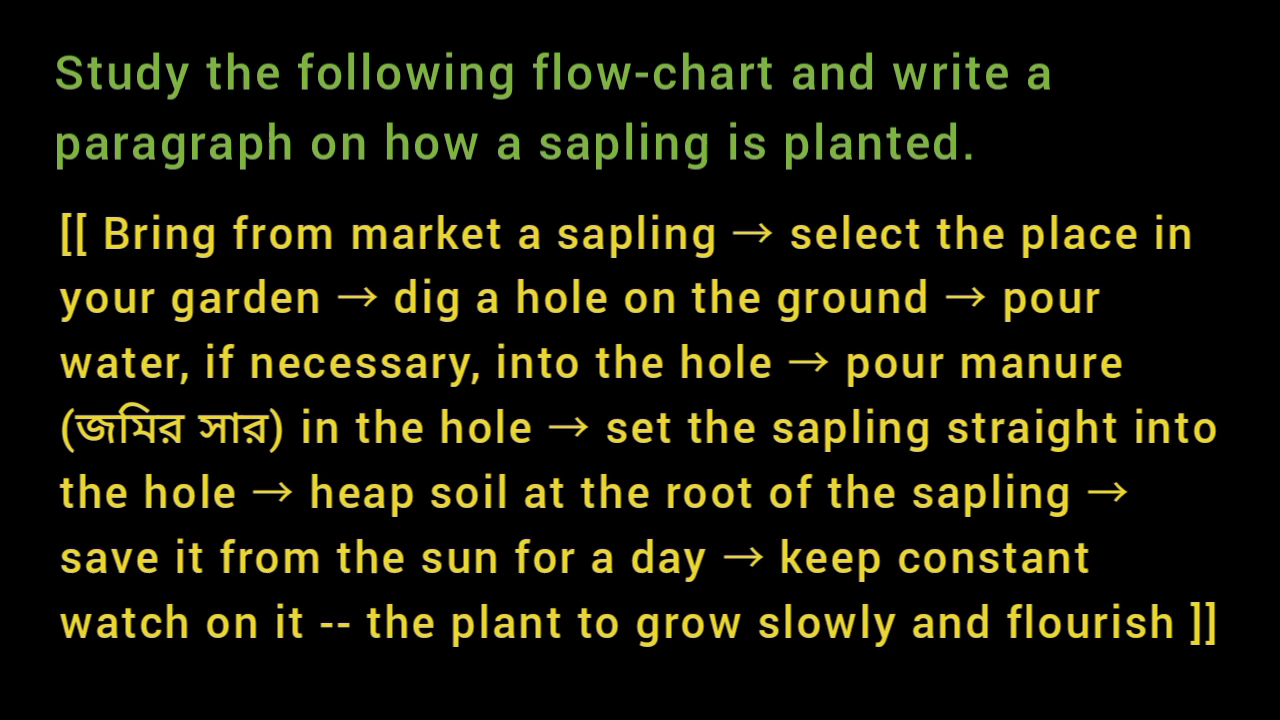 Study the following flow-chart and write a
paragraph on how a sapling is planted.
[[ Bring from market a sapling → select the place in
your garden → dig a hole on the ground → pour
water, if necessary, into the hole → pour manure
(জমির সার) in the hole → set the sapling straight into
the hole → heap soil at the root of the sapling →
save it from the sun for a day → keep constant
watch on it -- the plant to grow slowly and flourish ]]